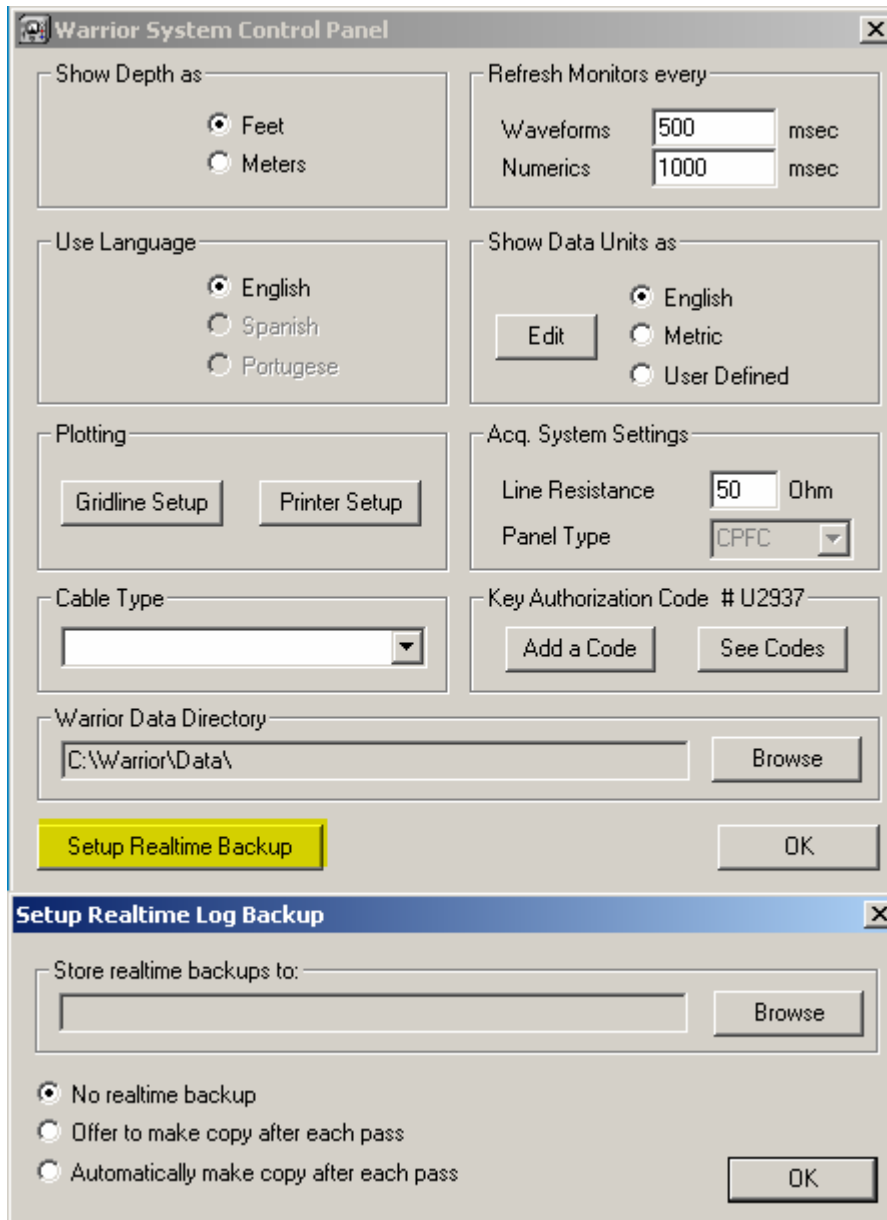 Warrior System Control Panel
Show Depth as
Feet
Meters
Refresh Monitors every
Waveforms 500 msec
Numerics 1000 msec
Use Language
English
Spanish
Portugese
Show Data Units as
Edit
English
Metric
User Defined
Plotting
Gridline Setup Printer Setup
Acq. System Settings
Line Resistance 50 Ohm
Panel Type CPFC
Cable Type
Key Authorization Code # U2937
Add a Code See Codes
Warrior Data Directory
C:\Warrior\Data\ Browse
Setup Realtime Backup OK
Setup Realtime Log Backup
Store realtime backups to:
Browse
No realtime backup
Offer to make copy after each pass
Automatically make copy after each pass
OK